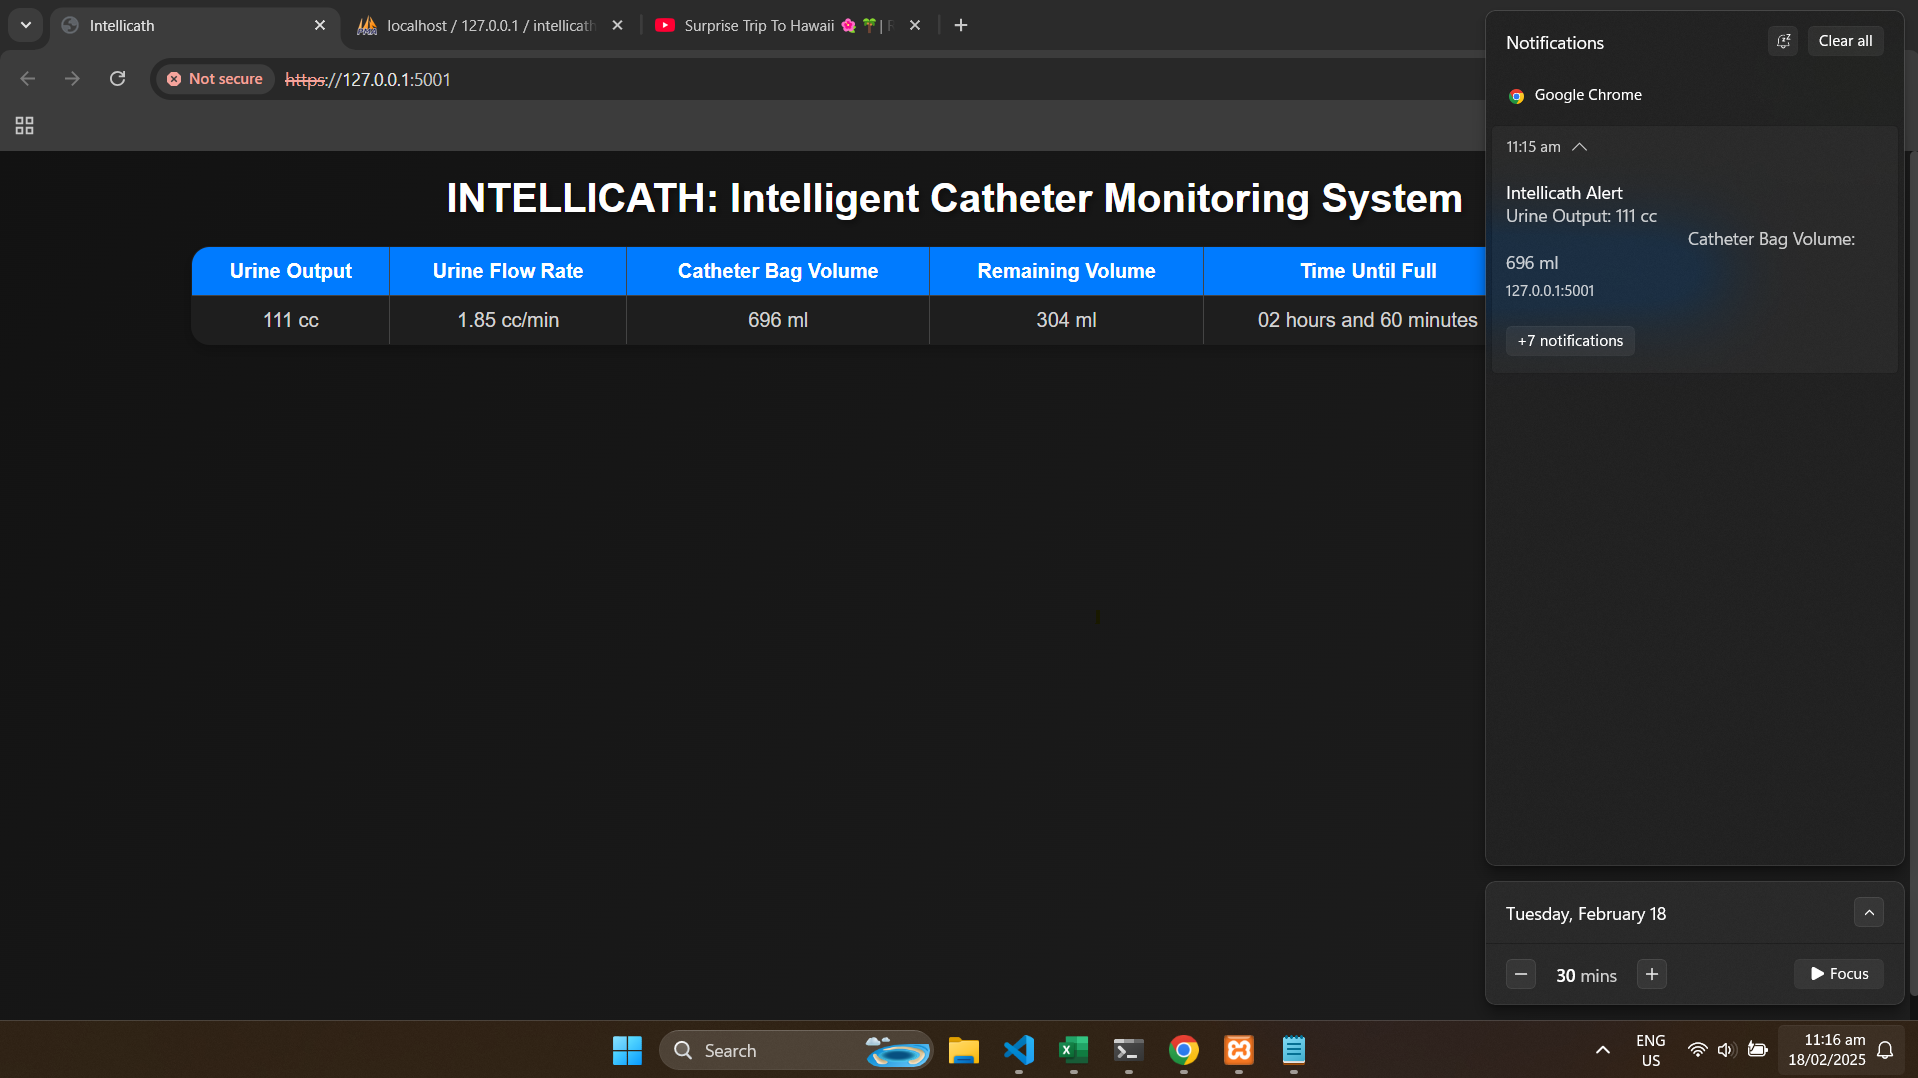 Intellicath
localhost / 127.0.0.1 / intellicath
Surprise Trip To Hawaii 🌺 🌴 |
Not secure
https://127.0.0.1:5001
INTELLICATH: Intelligent Catheter Monitoring System
Urine Output Urine Flow Rate Catheter Bag Volume Remaining Volume Time Until Full
111 cc 1.85 cc/min 696 ml 304 ml 02 hours and 60 minutes
Notifications
Clear all
Google Chrome
11:15 am
Intellicath Alert
Urine Output: 111 cc
Catheter Bag Volume:
696 ml
127.0.0.1:5001
+7 notifications
Tuesday, February 18
30 mins
Focus
Search
ENG
US
11:16 am
18/02/2025